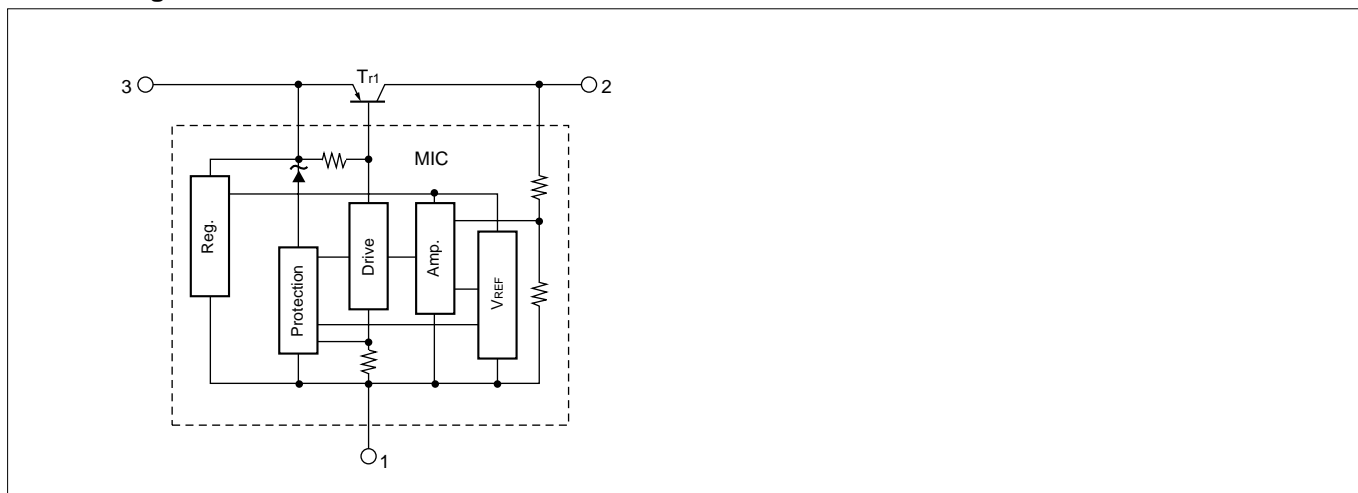 Tr1
3
2
MIC
Reg.
Protection
Drive
Amp.
VREF
1